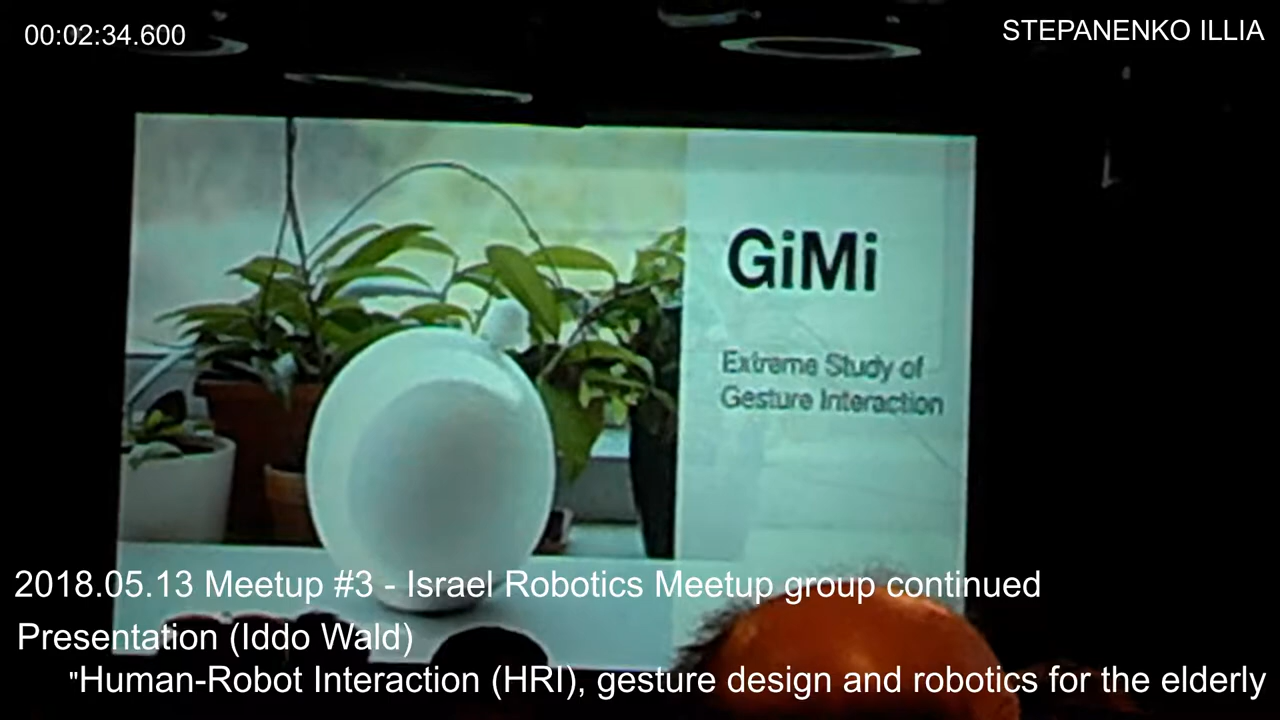 00:02:34.600
STEPANENKO ILLIA
GiMi
Extreme Study of
Gesture Interaction
2018.05.13 Meetup #3 - Israel Robotics Meetup group continued
Presentation (Iddo Wald)
"Human-Robot Interaction (HRI), gesture design and robotics for the elderly